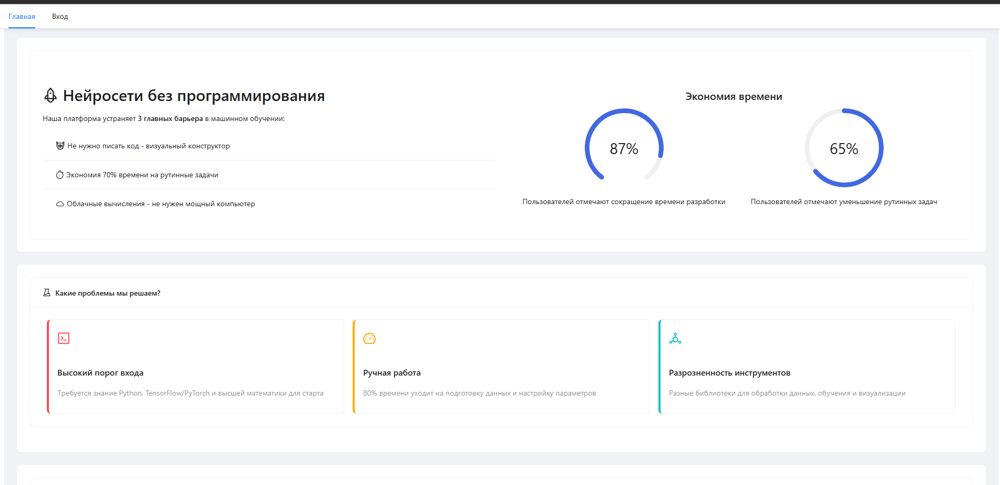 Главная
Вход
Нейросети без программирования
Наша платформа устраняет 3 главных барьера в машинном обучении:
Не нужно писать код - визуальный конструктор
Экономия 70% времени на рутинные задачи
Облачные вычисления - не нужен мощный компьютер
Экономия времени
87%
65%
Пользователей отмечают сокращение времени разработки
Пользователей отмечают уменьшение рутинных задач
Какие проблемы мы решаем?
Высокий порог входа
Требуется знание Python, TensorFlow/PyTorch и высшей математики для старта
Ручная работа
80% времени уходит на подготовку данных и настройку параметров
Разрозненность инструментов
Разные библиотеки для обработки данных, обучения и визуализации